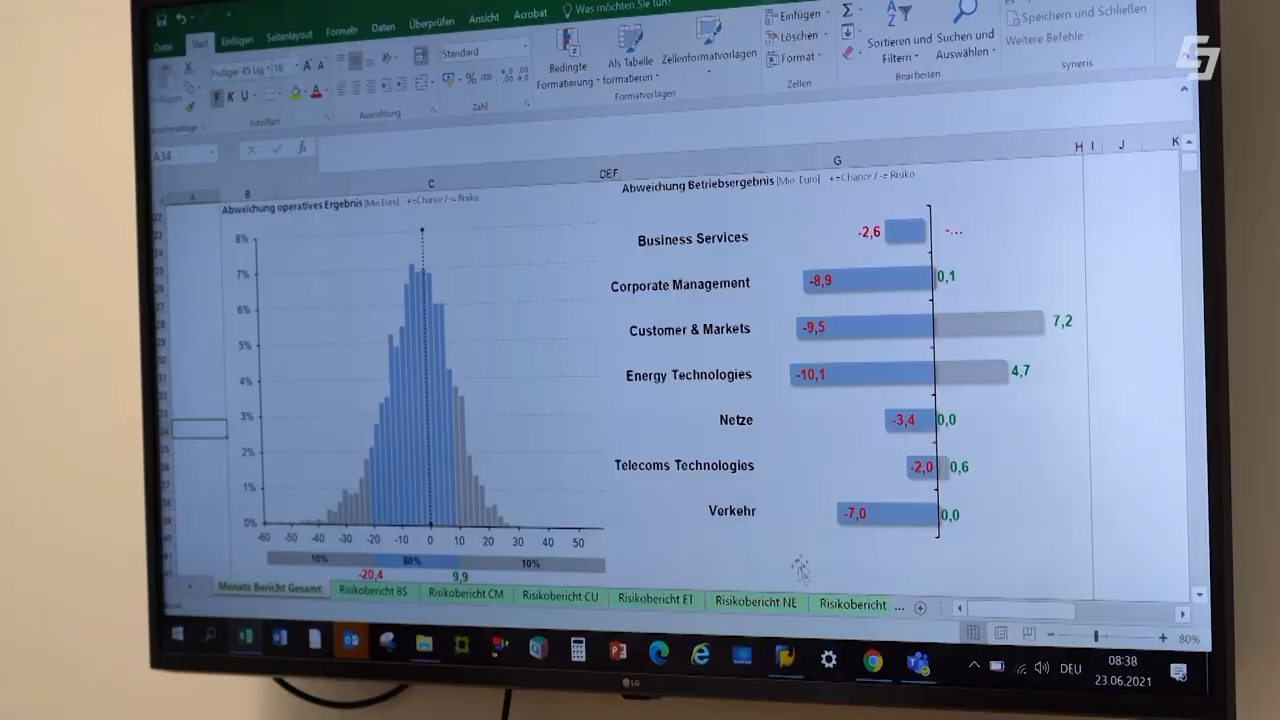 Datei Start Einfügen Seitenlayout Formeln Daten Überprüfen Ansicht Acrobat Was möchten Sie tun?
Frutiger 45 Lig 16 A A
F K U
Schriftart
Ausrichtung
Standard
% 000
Zahl
Bedingte Formatierung
Als Tabelle formatieren
Zellenformatvorlagen
Formatvorlagen
Einfügen
Löschen
Format
Zellen
Sortieren und Filtern
Suchen und Auswählen
Bearbeiten
Speichern und Schließen
Weitere Befehle
syneris
A34
fx
A B C DEF G H I J K
Abweichung operatives Ergebnis [Mio.Euro] +=Chance / -= Risiko
8%
7%
6%
5%
4%
3%
2%
1%
0%
-60 -50 -40 -30 -20 -10 0 10 20 30 40 50
10% 80% 10%
-20,4 9,9
Abweichung Betriebsergebnis [Mio. Euro] +=Chance / -= Risiko
Business Services -2,6 -...
Corporate Management -8,9 0,1
Customer & Markets -9,5 7,2
Energy Technologies -10,1 4,7
Netze -3,4 0,0
Telecoms Technologies -2,0 0,6
Verkehr -7,0 0,0
Monats Bericht Gesamt Risikobericht BS Risikobericht CM Risikobericht CU Risikobericht ET Risikobericht NE Risikobericht ...
80%
DEU
08:38
23.06.2021
LG